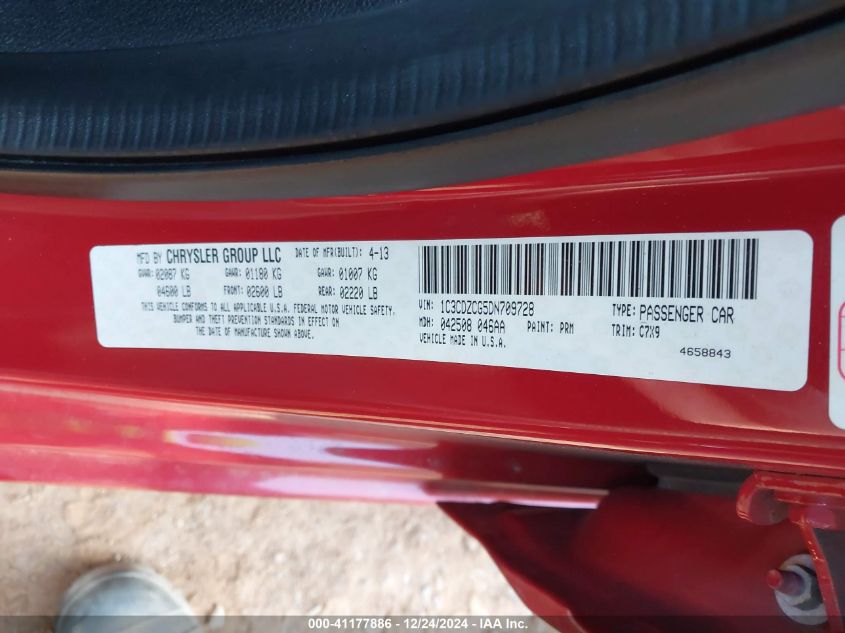 MFD BY CHRYSLER GROUP LLC DATE OF MFR(BUILT): 4-13
GVWR: 02087 KG GAWR: 01180 KG GAWR: 01007 KG
04600 LB FRONT: 02600 LB REAR: 02220 LB
THIS VEHICLE CONFORMS TO ALL APPLICABLE U.S.A. FEDERAL MOTOR VEHICLE SAFETY,
BUMPER AND THEFT PREVENTION STANDARDS IN EFFECT ON
THE DATE OF MANUFACTURE SHOWN ABOVE.
VIN: 1C3CDZCG5DN709728 TYPE: PASSENGER CAR
MDH: 042508 046AA PAINT: PRM TRIM: C7X9
VEHICLE MADE IN U.S.A.
4658843
000-41177886 - 12/24/2024 - IAA Inc.